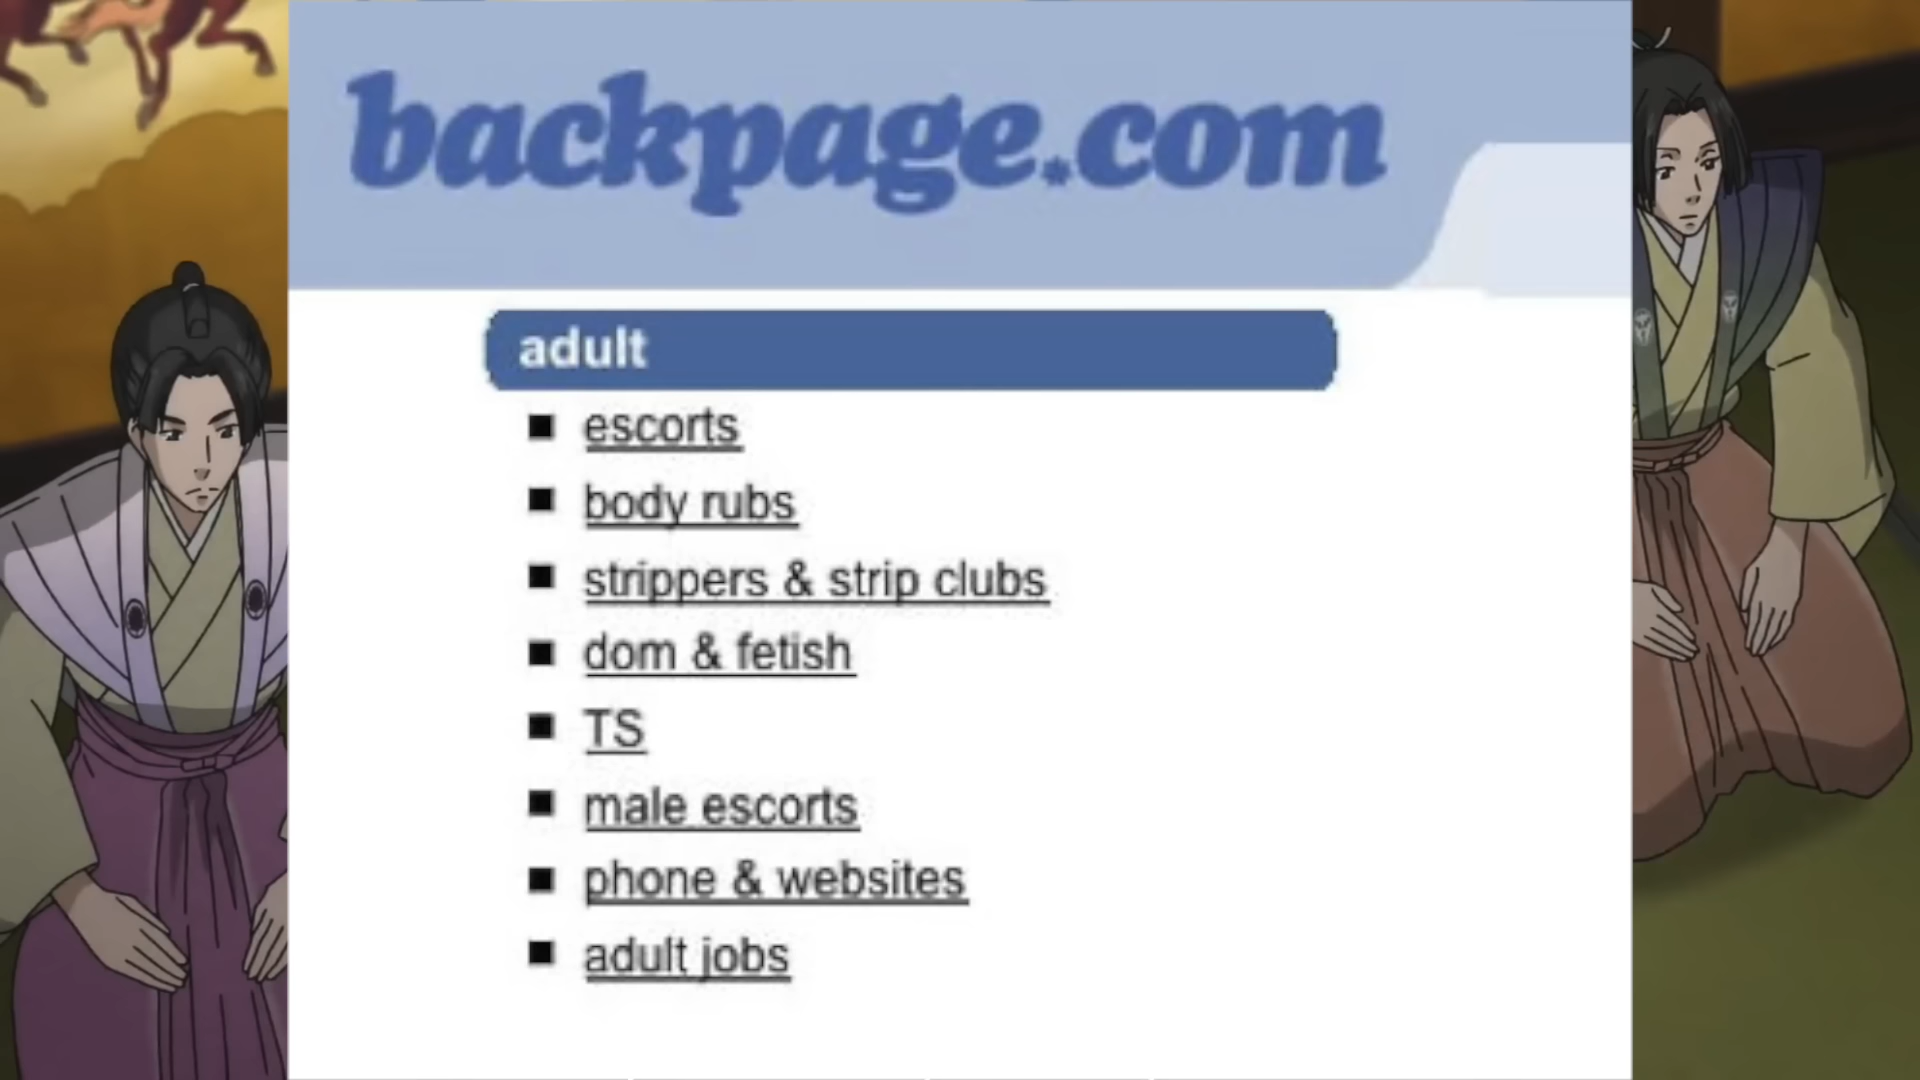 backpage.com
adult
escorts
body rubs
strippers & strip clubs
dom & fetish
TS
male escorts
phone & websites
adult jobs